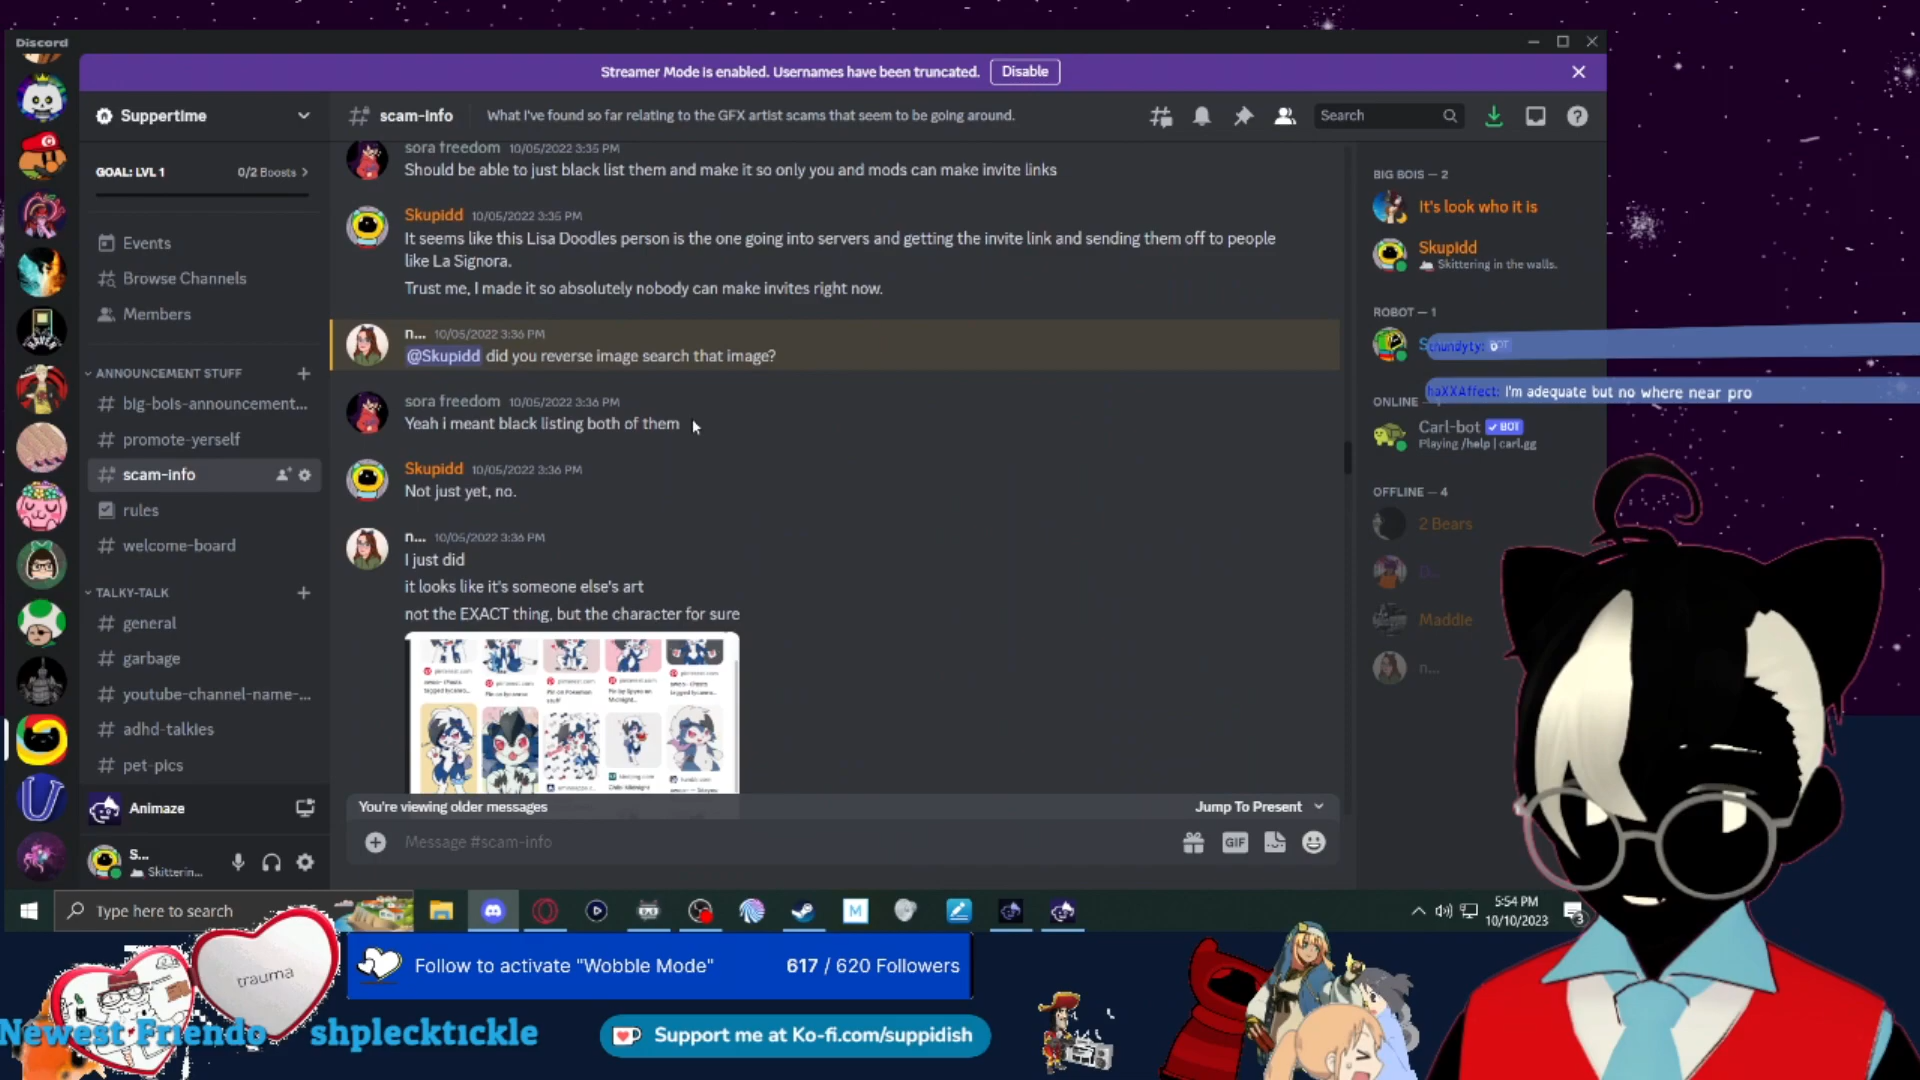 Discord
Streamer Mode is enabled. Usernames have been truncated.
Disable
Suppertime
scam-info
What I've found so far relating to the GFX artist scams that seem to be going around.
Search
GOAL: LVL 1
0/2 Boosts
Events
Browse Channels
Members
ANNOUNCEMENT STUFF
big-bois-announcement...
promote-yerself
scam-info
rules
welcome-board
TALKY-TALK
general
garbage
youtube-channel-name-...
adhd-talkies
pet-pics
Animaze
S...
Skitterin...
sora freedom 10/05/2022 3:35 PM
Should be able to just black list them and make it so only you and mods can make invite links
Skupidd 10/05/2022 3:35 PM
It seems like this Lisa Doodles person is the one going into servers and getting the invite link and sending them off to people
like La Signora.
Trust me, I made it so absolutely nobody can make invites right now.
n... 10/05/2022 3:36 PM
@Skupidd did you reverse image search that image?
sora freedom 10/05/2022 3:36 PM
Yeah i meant black listing both of them
Skupidd 10/05/2022 3:36 PM
Not just yet, no.
n... 10/05/2022 3:36 PM
I just did
it looks like it's someone else's art
not the EXACT thing, but the character for sure
You're viewing older messages
Jump To Present
Message #scam-info
GIF
BIG BOIS — 2
It's look who it is
Skupidd
Skittering in the walls.
ROBOT — 1
thundyty:
BOT
haXXAffect: I'm adequate but no where near pro
ONLINE
Carl-bot
BOT
Playing /help | carl.gg
OFFLINE — 4
2 Bears
D...
Maddie
n...
Type here to search
M
5:54 PM
10/10/2023
3
trauma
Follow to activate "Wobble Mode"
617 / 620 Followers
Newest Friendo
shplecktickle
Support me at Ko-fi.com/suppidish